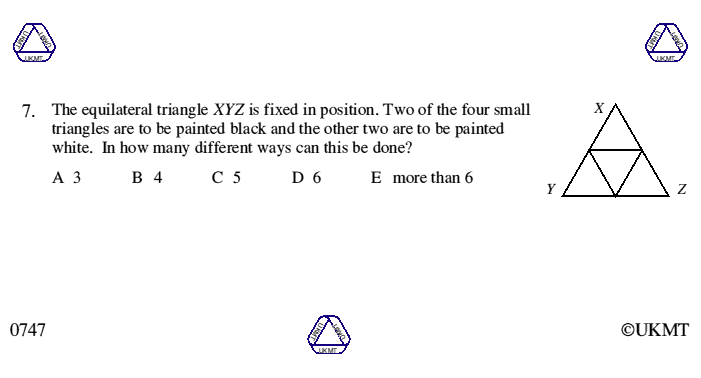 UKMT UKMT UKMT
UKMT UKMT UKMT
7. The equilateral triangle XYZ is fixed in position. Two of the four small
triangles are to be painted black and the other two are to be painted
white. In how many different ways can this be done?
A 3 B 4 C 5 D 6 E more than 6
X
Y
Z
0747
UKMT UKMT UKMT
©UKMT